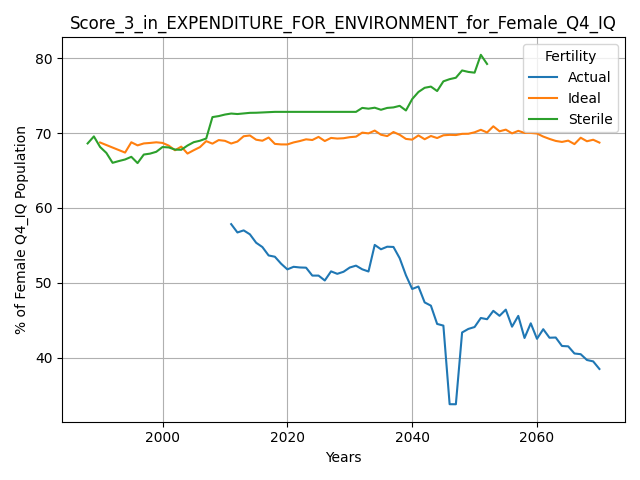 Score_3_in_EXPENDITURE_FOR_ENVIRONMENT_for_Female_Q4_IQ
% of Female Q4_IQ Population
80
70
60
50
40
Fertility
Actual
Ideal
Sterile
2000
2020
2040
2060
Years